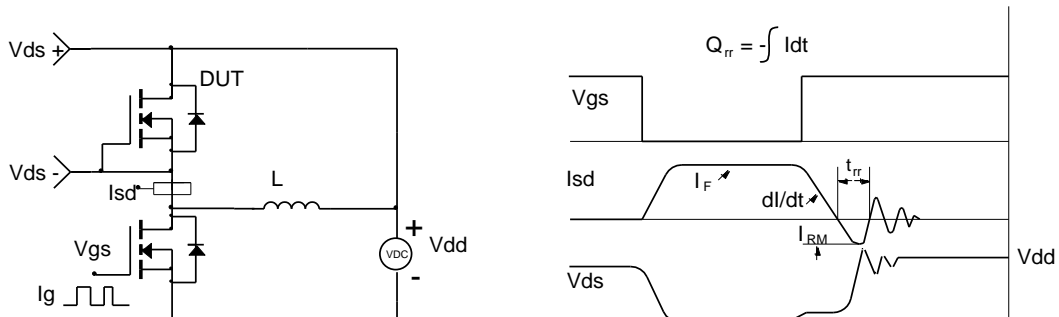 Vds +
DUT
Vds -
Isd
L
Vgs
Ig
+
VDC
-
Vdd
Qrr = -∫ Idt
Vgs
Isd
IF
dI/dt
trr
IRM
Vds
Vdd